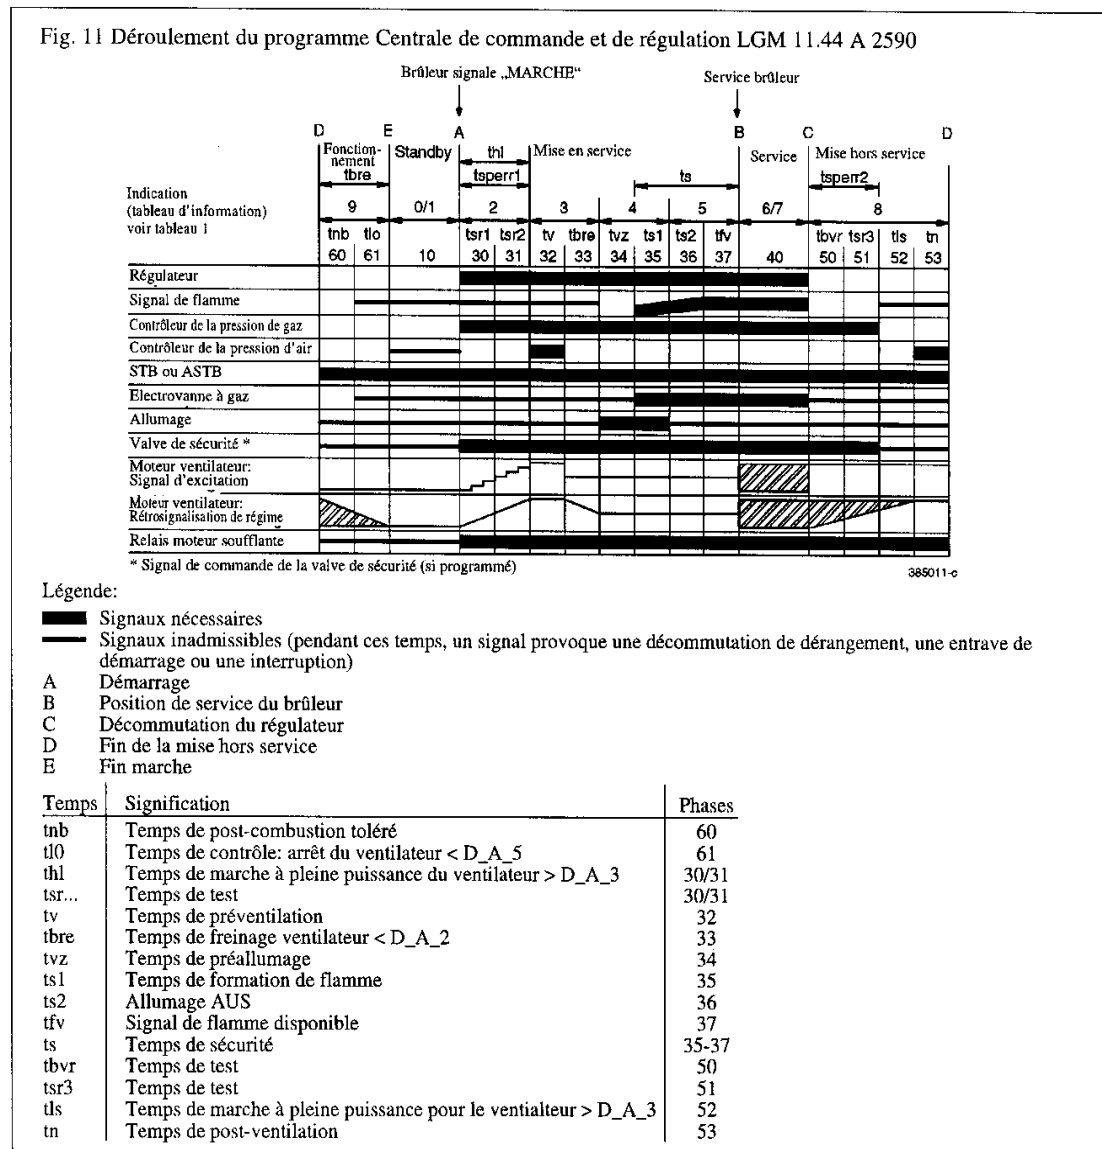 Fig. 11 Déroulement du programme Centrale de commande et de régulation LGM 11.44 A 2590
Brûleur signale „MARCHE“ Service brûleur
D E A B C D
Fonction-nement Standby thl Mise en service Service Mise hors service
tbre tsperr1 ts tsperr2
Indication
(tableau d'information)
voir tableau 1
9 0/1 2 3 4 5 6/7 8
tnb tlo tsr1 tsr2 tv tbre tvz ts1 ts2 tfv tbvr tsr3 tls tn
60 61 10 30 31 32 33 34 35 36 37 40 50 51 52 53
Régulateur
Signal de flamme
Contrôleur de la pression de gaz
Contrôleur de la pression d'air
STB ou ASTB
Electrovanne à gaz
Allumage
Valve de sécurité *
Moteur ventilateur:
Signal d'excitation
Moteur ventilateur:
Rétrosignalisation de régime
Relais moteur soufflante
* Signal de commande de la valve de sécurité (si programmé)
385011-c
Légende:
Signaux nécessaires
Signaux inadmissibles (pendant ces temps, un signal provoque une décommutation de dérangement, une entrave de
démarrage ou une interruption)
A Démarrage
B Position de service du brûleur
C Décommutation du régulateur
D Fin de la mise hors service
E Fin marche
Temps Signification Phases
tnb Temps de post-combustion toléré 60
tl0 Temps de contrôle: arrêt du ventilateur < D_A_5 61
thl Temps de marche à pleine puissance du ventilateur > D_A_3 30/31
tsr... Temps de test 30/31
tv Temps de préventilation 32
tbre Temps de freinage ventilateur < D_A_2 33
tvz Temps de préallumage 34
ts1 Temps de formation de flamme 35
ts2 Allumage AUS 36
tfv Signal de flamme disponible 37
ts Temps de sécurité 35-37
tbvr Temps de test 50
tsr3 Temps de test 51
tls Temps de marche à pleine puissance pour le ventialteur > D_A_3 52
tn Temps de post-ventilation 53